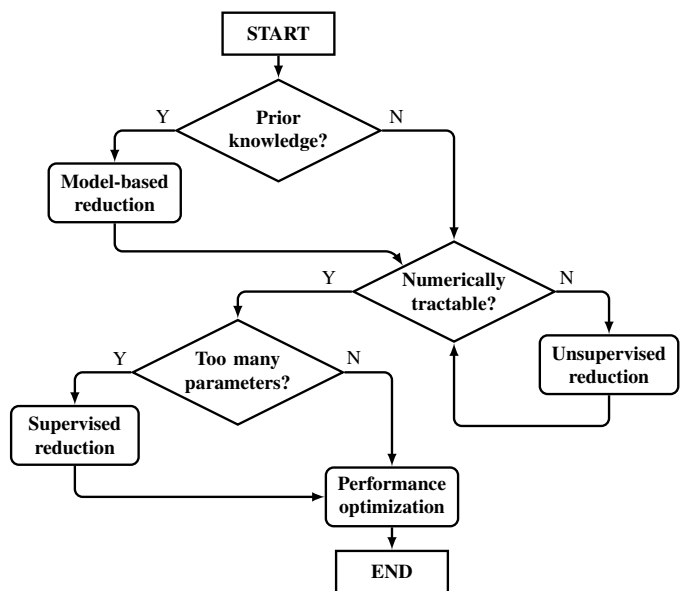 START
Prior
knowledge?
Y
N
Model-based
reduction
Numerically
tractable?
Y
N
Unsupervised
reduction
Too many
parameters?
Y
N
Supervised
reduction
Performance
optimization
END